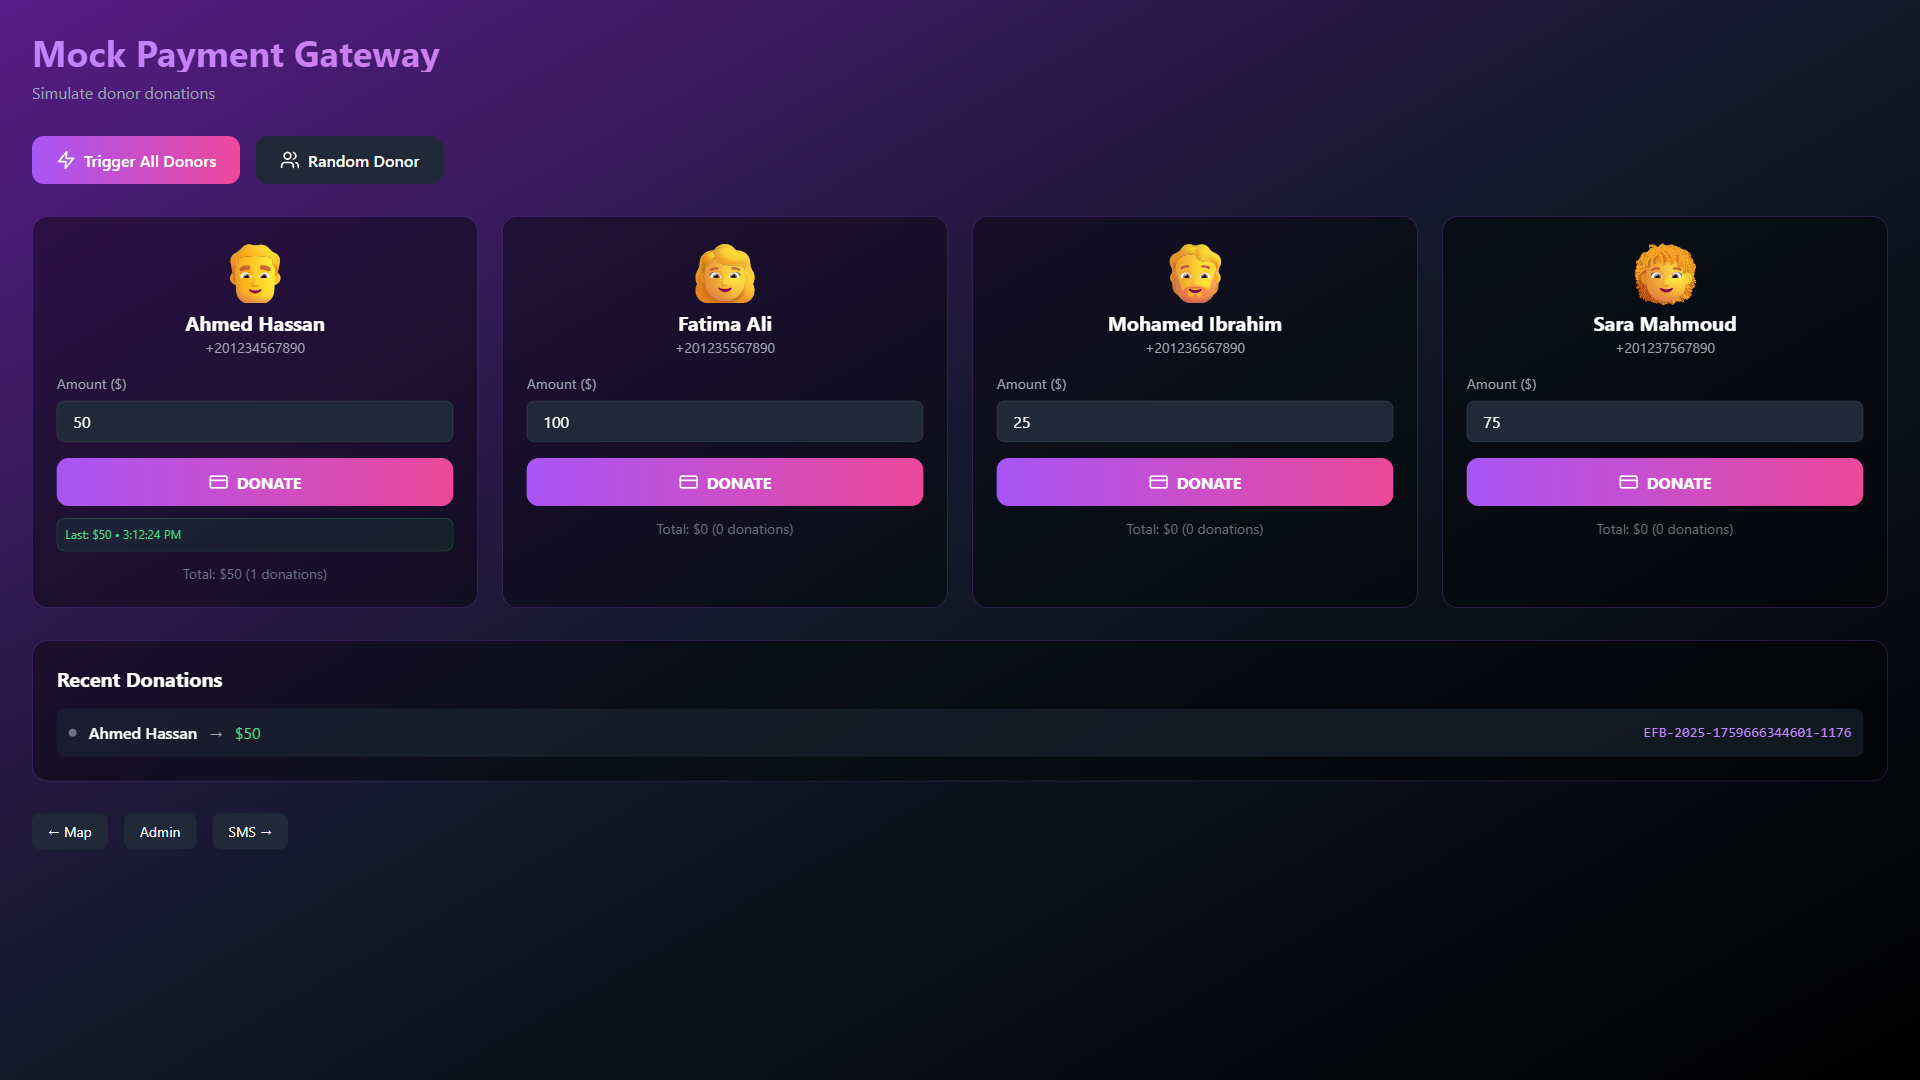 Mock Payment Gateway
Simulate donor donations
Trigger All Donors
Random Donor
Ahmed Hassan
+201234567890
Amount ($)
50
DONATE
Last: $50 • 3:12:24 PM
Total: $50 (1 donations)
Fatima Ali
+201235567890
Amount ($)
100
DONATE
Total: $0 (0 donations)
Mohamed Ibrahim
+201236567890
Amount ($)
25
DONATE
Total: $0 (0 donations)
Sara Mahmoud
+201237567890
Amount ($)
75
DONATE
Total: $0 (0 donations)
Recent Donations
Ahmed Hassan → $50
EFB-2025-1759666344601-1176
← Map
Admin
SMS →